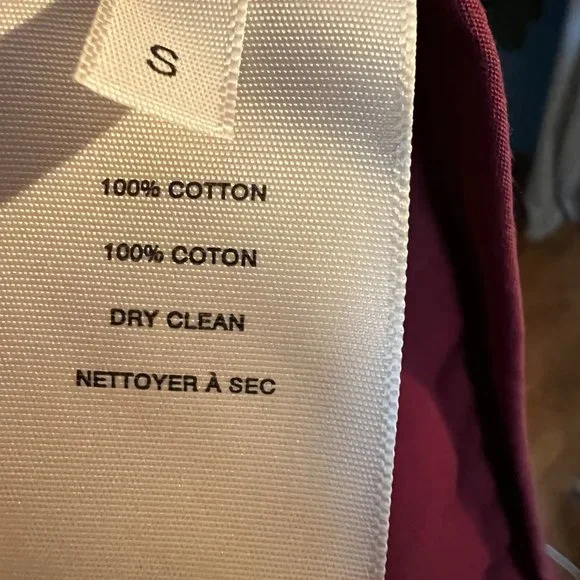 S
100% COTTON
100% COTON
DRY CLEAN
NETTOYER À SEC